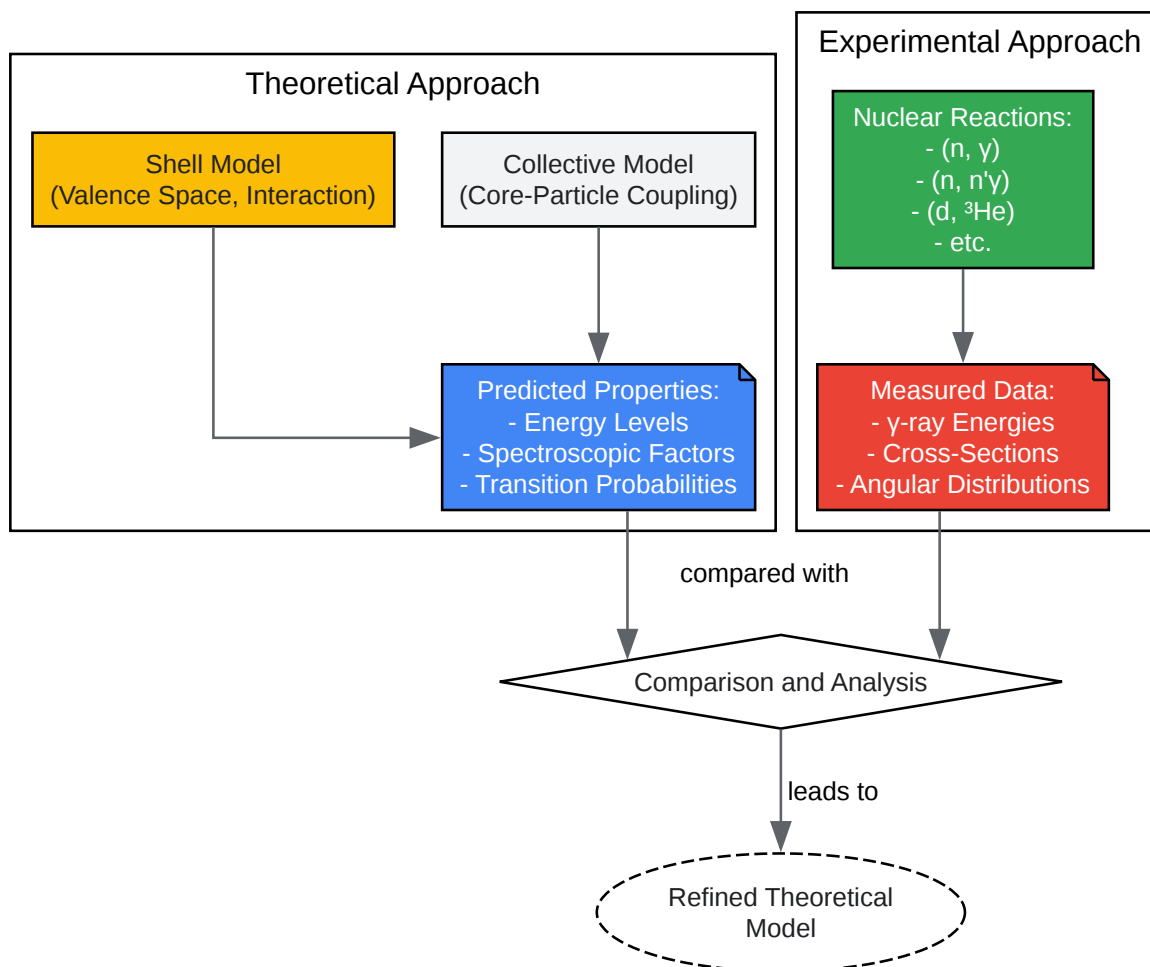 Theoretical Approach
Shell Model
(Valence Space, Interaction)
Collective Model
(Core-Particle Coupling)
Predicted Properties:
- Energy Levels
- Spectroscopic Factors
- Transition Probabilities
Experimental Approach
Nuclear Reactions:
- (n, γ)
- (n, n'γ)
- (d, ³He)
- etc.
Measured Data:
- γ-ray Energies
- Cross-Sections
- Angular Distributions
compared with
Comparison and Analysis
leads to
Refined Theoretical
Model